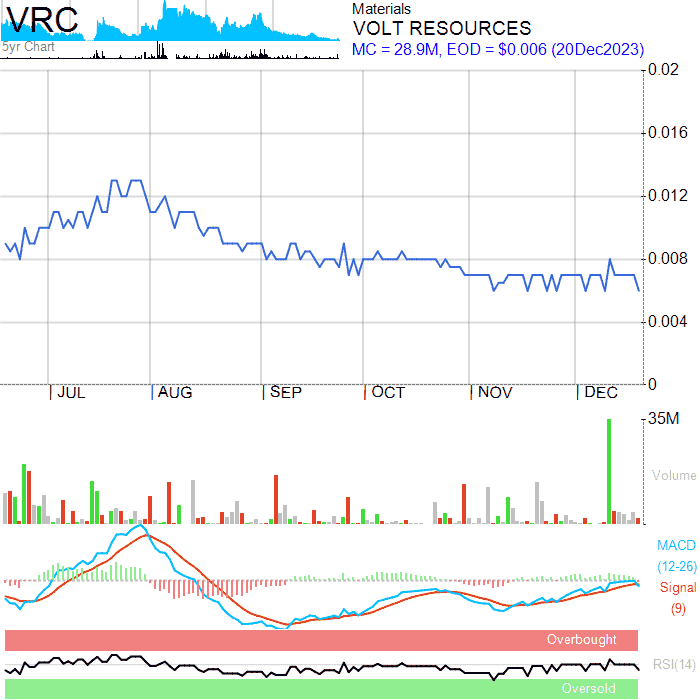 VRC
5yr Chart
Materials
VOLT RESOURCES
MC = 28.9M, EOD = $0.006 (20Dec2023)
0.02
0.016
0.012
0.008
0.004
0
JUL AUG SEP OCT NOV DEC
35M
Volume
MACD
(12-26)
Signal
(9)
Overbought
RSI(14)
Oversold